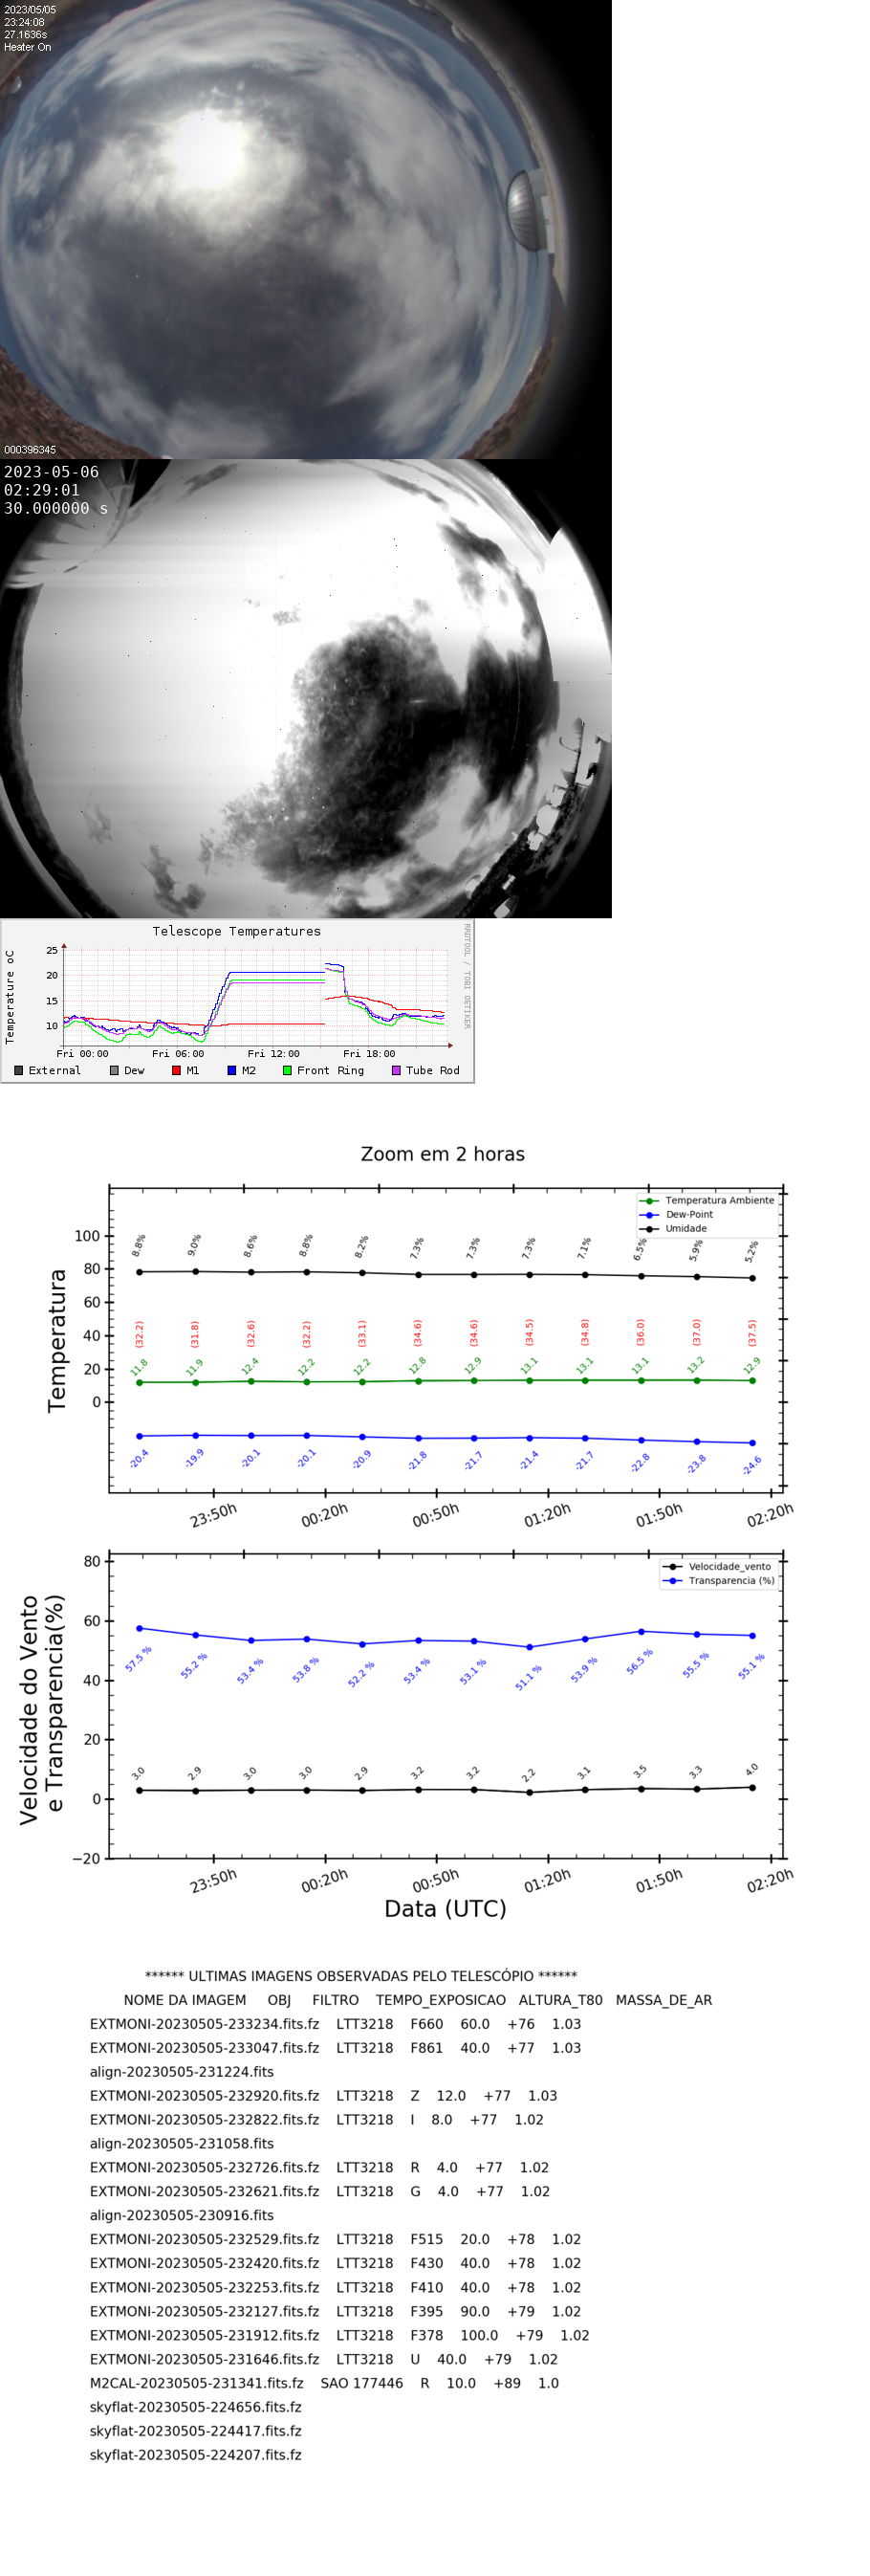 2023/05/05
23:24:08
27.1636s
Heater On
000396345
2023-05-06
02:29:01
30.000000 s
Telescope Temperatures
RRDTOOL / TOBI OETIKER
Temperature oC
25
20
15
10
Fri 00:00 Fri 06:00 Fri 12:00 Fri 18:00
External Dew M1 M2 Front Ring Tube Rod
Zoom em 2 horas
Temperatura Ambiente
Dew-Point
Umidade
Temperatura
100
80
60
40
20
0
8.8% 9.0% 8.6% 8.8% 8.2% 7.3% 7.3% 7.3% 7.1% 6.5% 5.9% 5.2%
(32.2) (31.8) (32.6) (32.2) (33.1) (34.6) (34.6) (34.5) (34.8) (36.0) (37.0) (37.5)
11.8 11.9 12.4 12.2 12.2 12.8 12.9 13.1 13.1 13.1 13.2 12.9
-20.4 -19.9 -20.1 -20.1 -20.9 -21.8 -21.7 -21.4 -21.7 -22.8 -23.8 -24.6
23:50h 00:20h 00:50h 01:20h 01:50h 02:20h
Velocidade_vento
Transparencia (%)
Velocidade do Vento
e Transparencia(%)
80
60
40
20
0
−20
57.5 % 55.2 % 53.4 % 53.8 % 52.2 % 53.4 % 53.1 % 51.1 % 53.9 % 56.5 % 55.5 % 55.1 %
3.0 2.9 3.0 3.0 2.9 3.2 3.2 2.2 3.1 3.5 3.3 4.0
23:50h 00:20h 00:50h 01:20h 01:50h 02:20h
Data (UTC)
****** ULTIMAS IMAGENS OBSERVADAS PELO TELESCÓPIO ******
NOME DA IMAGEM OBJ FILTRO TEMPO_EXPOSICAO ALTURA_T80 MASSA_DE_AR
EXTMONI-20230505-233234.fits.fz LTT3218 F660 60.0 +76 1.03
EXTMONI-20230505-233047.fits.fz LTT3218 F861 40.0 +77 1.03
align-20230505-231224.fits
EXTMONI-20230505-232920.fits.fz LTT3218 Z 12.0 +77 1.03
EXTMONI-20230505-232822.fits.fz LTT3218 I 8.0 +77 1.02
align-20230505-231058.fits
EXTMONI-20230505-232726.fits.fz LTT3218 R 4.0 +77 1.02
EXTMONI-20230505-232621.fits.fz LTT3218 G 4.0 +77 1.02
align-20230505-230916.fits
EXTMONI-20230505-232529.fits.fz LTT3218 F515 20.0 +78 1.02
EXTMONI-20230505-232420.fits.fz LTT3218 F430 40.0 +78 1.02
EXTMONI-20230505-232253.fits.fz LTT3218 F410 40.0 +78 1.02
EXTMONI-20230505-232127.fits.fz LTT3218 F395 90.0 +79 1.02
EXTMONI-20230505-231912.fits.fz LTT3218 F378 100.0 +79 1.02
EXTMONI-20230505-231646.fits.fz LTT3218 U 40.0 +79 1.02
M2CAL-20230505-231341.fits.fz SAO 177446 R 10.0 +89 1.0
skyflat-20230505-224656.fits.fz
skyflat-20230505-224417.fits.fz
skyflat-20230505-224207.fits.fz